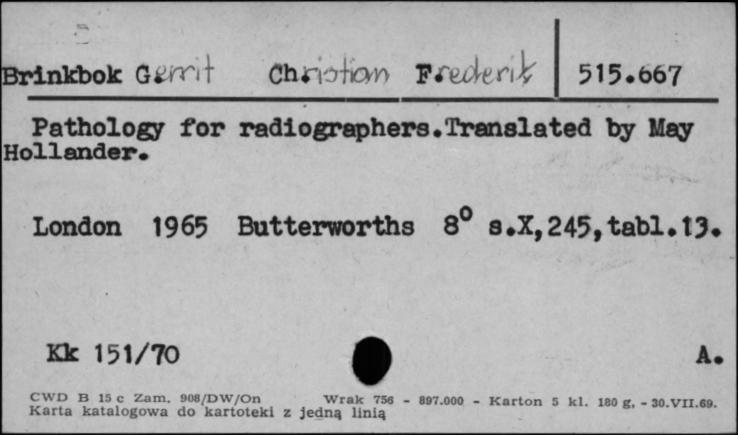 Brinkbok Gerrit Christian Frederik 515.667
Pathology for radiographers.Translated by May
Hollander.
London 1965 Butterworths 8° s.X,245,tabl.13.
Kk 151/70 A.
CWD B 15 c Zam. 908/DW/On Wrak 756 - 897.000 - Karton 5 kl. 180 g. - 30.VII.69.
Karta katalogowa do kartoteki z jedną linią